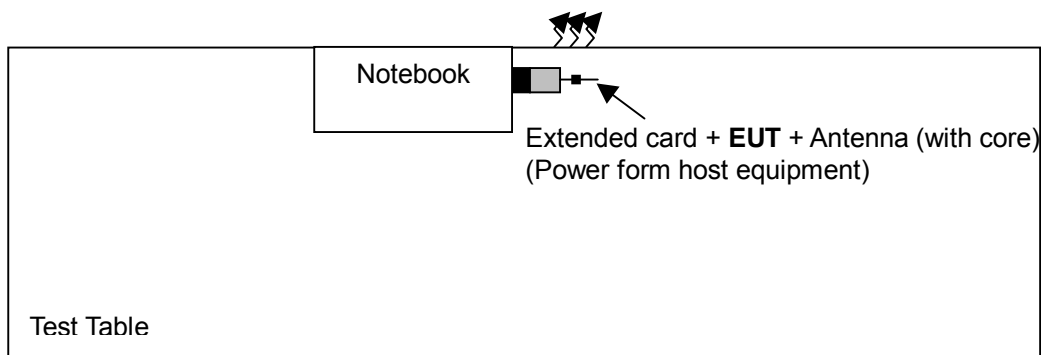 Notebook
Extended card + EUT + Antenna (with core)
(Power form host equipment)
Test Table